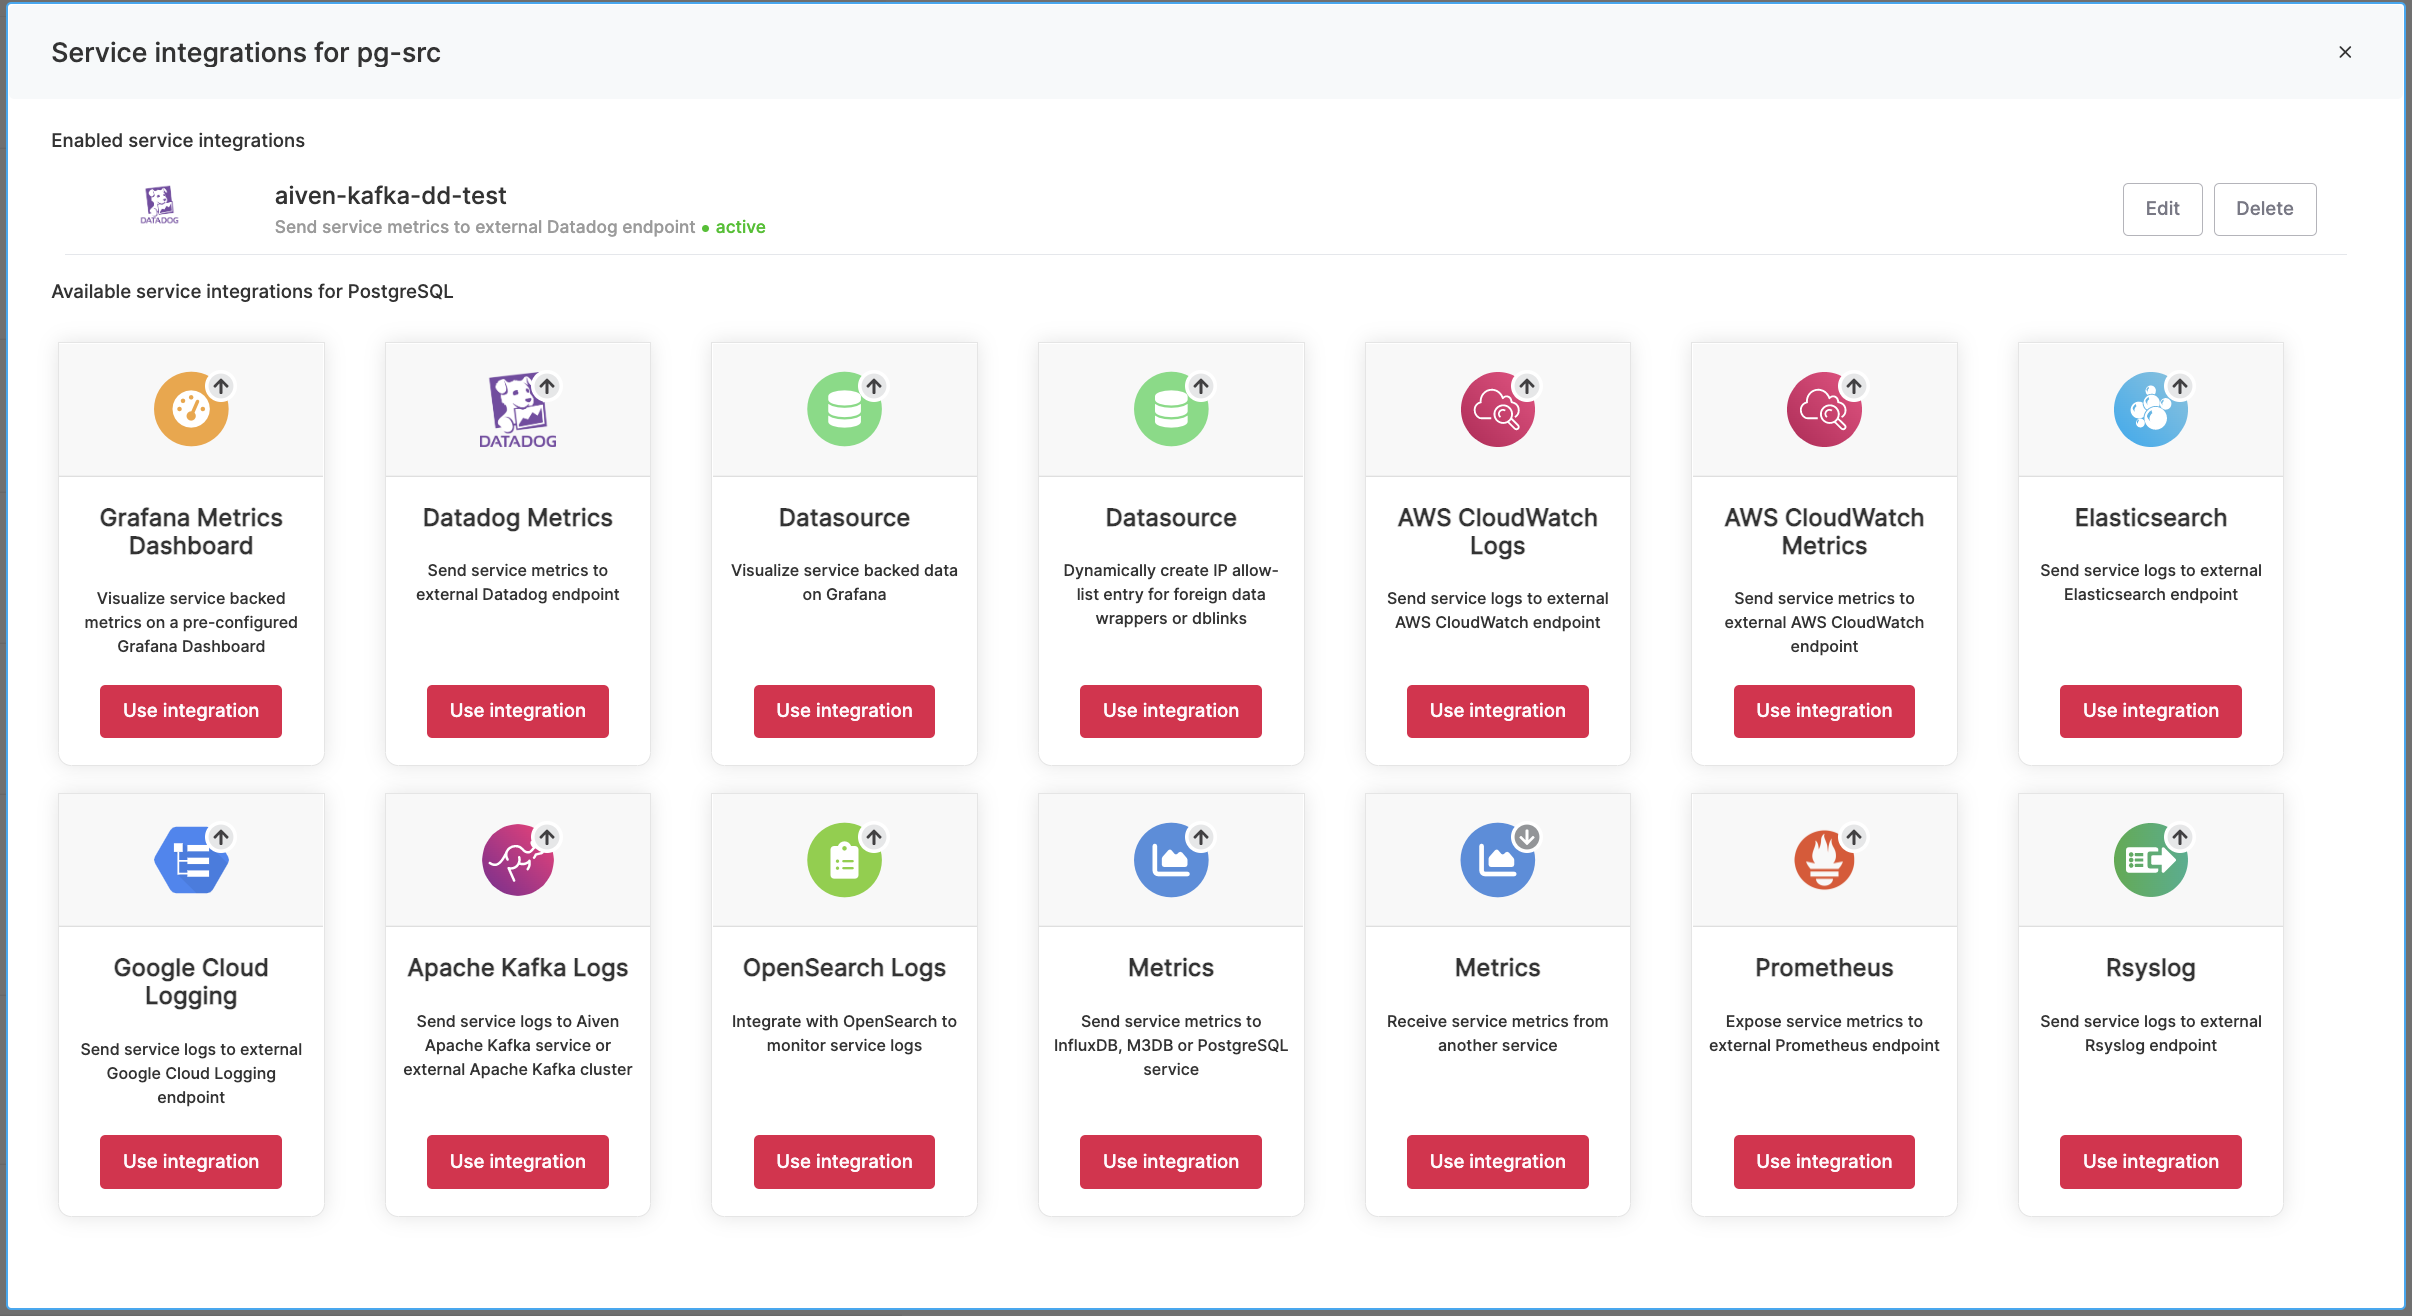 Service integrations for pg-src
Enabled service integrations
DATADOG
aiven-kafka-dd-test
Send service metrics to external Datadog endpoint • active
Edit
Delete
Available service integrations for PostgreSQL
Grafana Metrics
Dashboard
Visualize service backed
metrics on a pre-configured
Grafana Dashboard
Use integration
DATADOG
Datadog Metrics
Send service metrics to
external Datadog endpoint
Use integration
Datasource
Visualize service backed data
on Grafana
Use integration
Datasource
Dynamically create IP allow-
list entry for foreign data
wrappers or dblinks
Use integration
AWS CloudWatch
Logs
Send service logs to external
AWS CloudWatch endpoint
Use integration
AWS CloudWatch
Metrics
Send service metrics to
external AWS CloudWatch
endpoint
Use integration
Elasticsearch
Send service logs to external
Elasticsearch endpoint
Use integration
Google Cloud
Logging
Send service logs to external
Google Cloud Logging
endpoint
Use integration
Apache Kafka Logs
Send service logs to Aiven
Apache Kafka service or
external Apache Kafka cluster
Use integration
OpenSearch Logs
Integrate with OpenSearch to
monitor service logs
Use integration
Metrics
Send service metrics to
InfluxDB, M3DB or PostgreSQL
service
Use integration
Metrics
Receive service metrics from
another service
Use integration
Prometheus
Expose service metrics to
external Prometheus endpoint
Use integration
Rsyslog
Send service logs to external
Rsyslog endpoint
Use integration